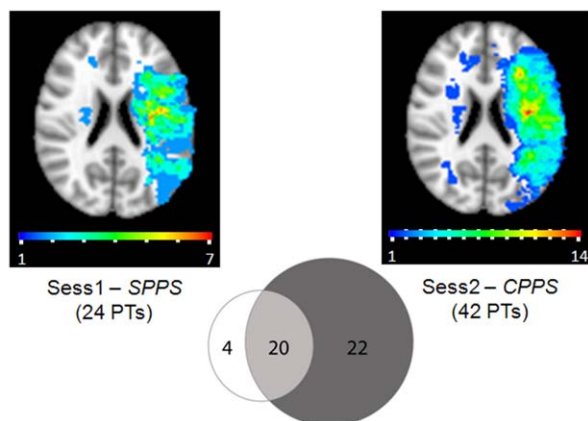 1 7
1 14
Sess1 – SPPS
(24 PTs)
Sess2 – CPPS
(42 PTs)
4 20 22